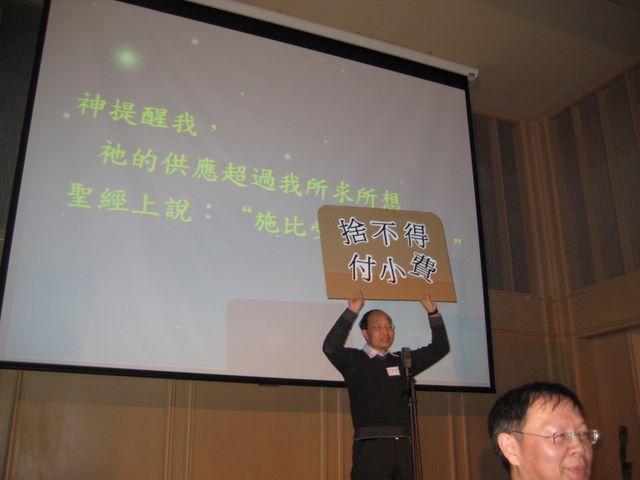 神提醒我，
祂的供應超過我所求所想
聖經上說：“施比 ”
捨不得
付小費